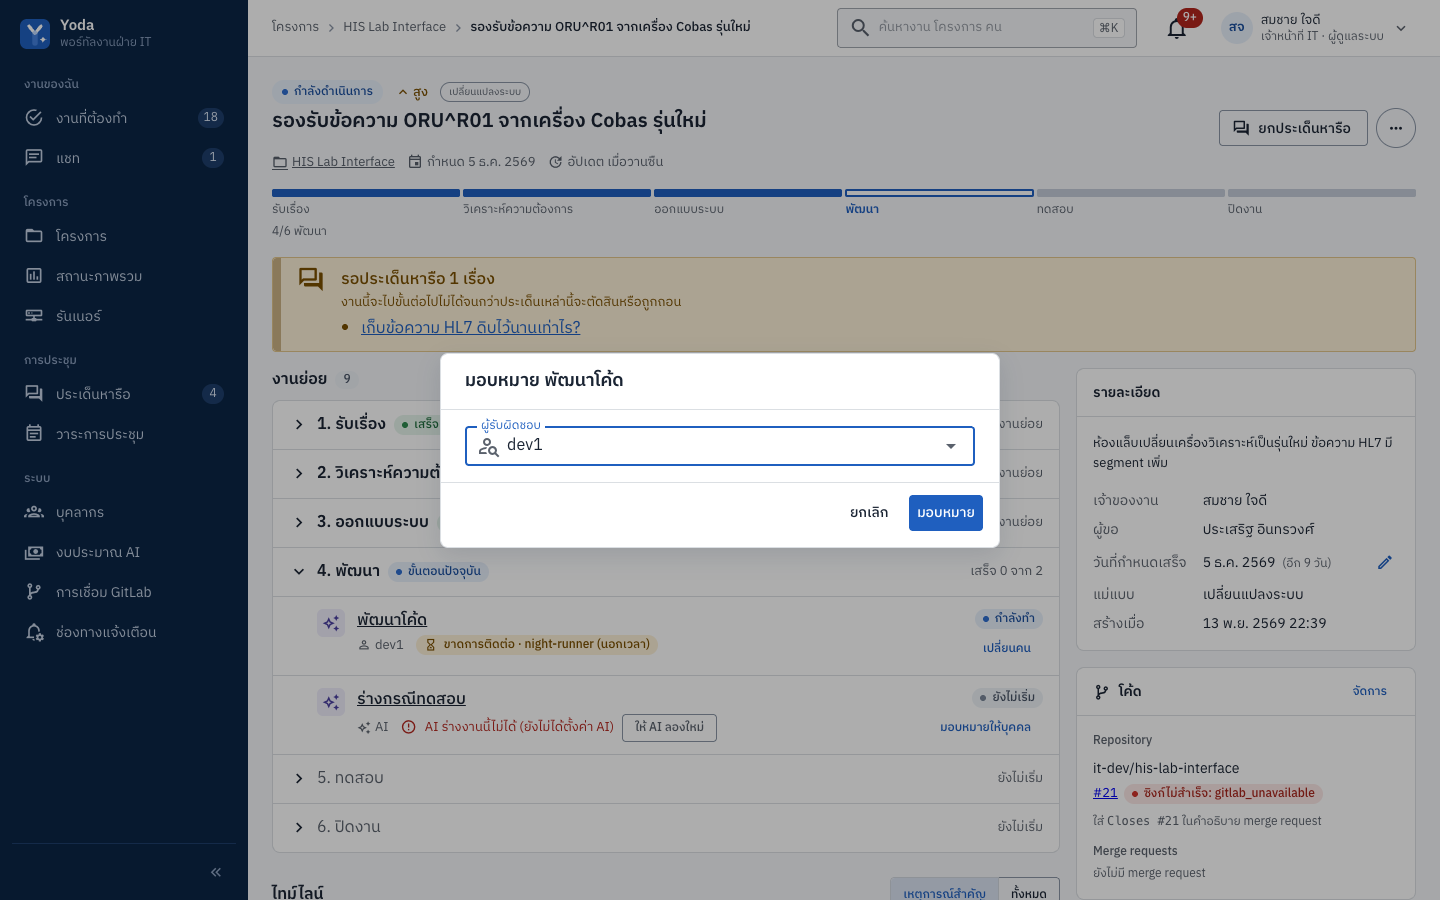 Yoda
พอร์ทัลงานฝ่าย IT
งานของฉัน
งานที่ต้องทำ 18
แชท 1
โครงการ
โครงการ
สถานะภาพรวม
รันเนอร์
การประชุม
ประเด็นหารือ 4
วาระการประชุม
ระบบ
บุคลากร
งบประมาณ AI
การเชื่อม GitLab
ช่องทางแจ้งเตือน
โครงการ HIS Lab Interface รองรับข้อความ ORU^R01 จากเครื่อง Cobas รุ่นใหม่
ค้นหางาน โครงการ คน ⌘K
9+
สจ สมชาย ใจดี
เจ้าหน้าที่ IT · ผู้ดูแลระบบ
กำลังดำเนินการ สูง เปลี่ยนแปลงระบบ
รองรับข้อความ ORU^R01 จากเครื่อง Cobas รุ่นใหม่
ยกประเด็นหารือ
HIS Lab Interface กำหนด 5 ธ.ค. 2569 อัปเดต เมื่อวานซืน
รับเรื่อง วิเคราะห์ความต้องการ ออกแบบระบบ พัฒนา ทดสอบ ปิดงาน
4/6 พัฒนา
รอประเด็นหารือ 1 เรื่อง
งานนี้จะไปขั้นต่อไปไม่ได้จนกว่าประเด็นเหล่านี้จะตัดสินหรือถูกถอน
• เก็บข้อความ HL7 ดิบไว้นานเท่าไร?
มอบหมาย พัฒนาโค้ด
ผู้รับผิดชอบ
dev1
ยกเลิก มอบหมาย
งานย่อย 9
1. รับเรื่อง เสร็จ งานย่อย
2. วิเคราะห์ความต้ งานย่อย
3. ออกแบบระบบ งานย่อย
4. พัฒนา ขั้นตอนปัจจุบัน เสร็จ 0 จาก 2
พัฒนาโค้ด กำลังทำ
dev1 ขาดการติดต่อ · night-runner (นอกเวลา) เปลี่ยนคน
ร่างกรณีทดสอบ ยังไม่เริ่ม
AI AI ร่างงานนี้ไม่ได้ (ยังไม่ได้ตั้งค่า AI) ให้ AI ลองใหม่ มอบหมายให้บุคคล
5. ทดสอบ ยังไม่เริ่ม
6. ปิดงาน ยังไม่เริ่ม
ไทม์ไลน์ เหตุการณ์สำคัญ ทั้งหมด
รายละเอียด
ห้องแล็บเปลี่ยนเครื่องวิเคราะห์เป็นรุ่นใหม่ ข้อความ HL7 มี
segment เพิ่ม
เจ้าของงาน สมชาย ใจดี
ผู้ขอ ประเสริฐ อินทรวงศ์
วันที่กำหนดเสร็จ 5 ธ.ค. 2569 (อีก 9 วัน)
แม่แบบ เปลี่ยนแปลงระบบ
สร้างเมื่อ 13 พ.ย. 2569 22:39
โค้ด จัดการ
Repository
it-dev/his-lab-interface
#21 ซิงก์ไม่สำเร็จ: gitlab_unavailable
ใส่ Closes #21 ในคำอธิบาย merge request
Merge requests
ยังไม่มี merge request